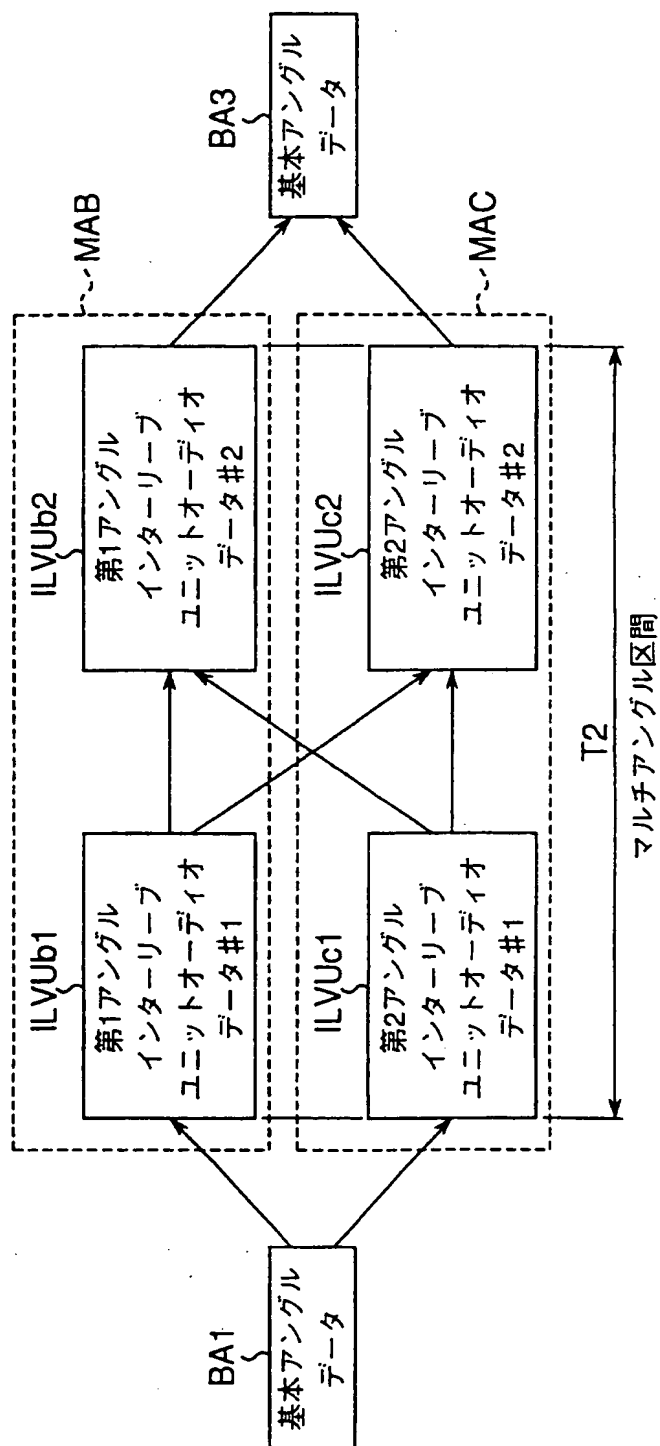 BA1
基本アングル
データ
MAB
ILVUb1
第1アングル
インターリーブ
ユニットオーディオ
データ#1
ILVUb2
第1アングル
インターリーブ
ユニットオーディオ
データ#2
ILVUc1
第2アングル
インターリーブ
ユニットオーディオ
データ#1
ILVUc2
第2アングル
インターリーブ
ユニットオーディオ
データ#2
MAC
BA3
基本アングル
データ
T2
マルチアングル区間